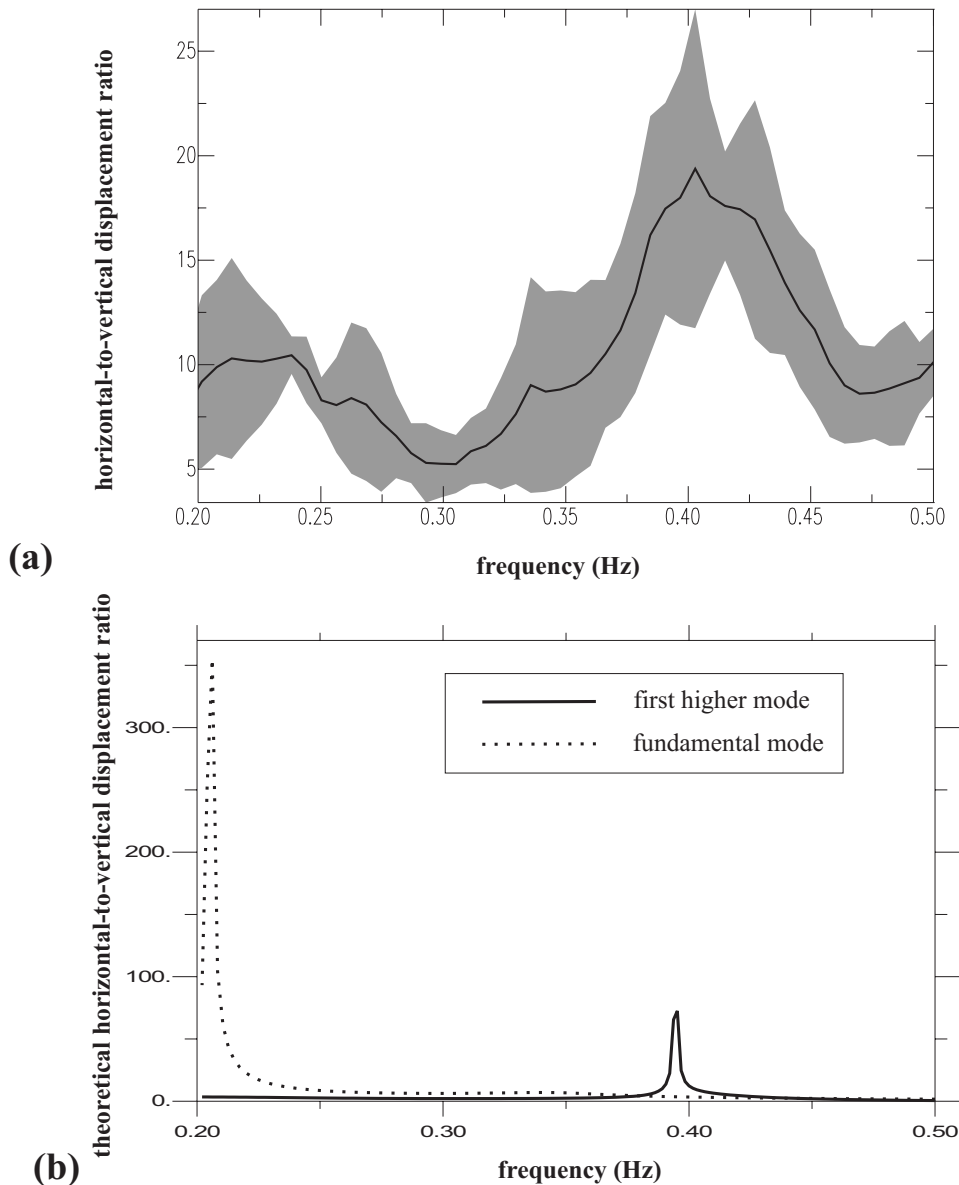 horizontal-to-vertical displacement ratio
25
20
15
10
5
0.20 0.25 0.30 0.35 0.40 0.45 0.50
(a)
frequency (Hz)
theoretical horizontal-to-vertical displacement ratio
first higher mode
fundamental mode
300.
200.
100.
0.
0.20 0.30 0.40 0.50
(b)
frequency (Hz)